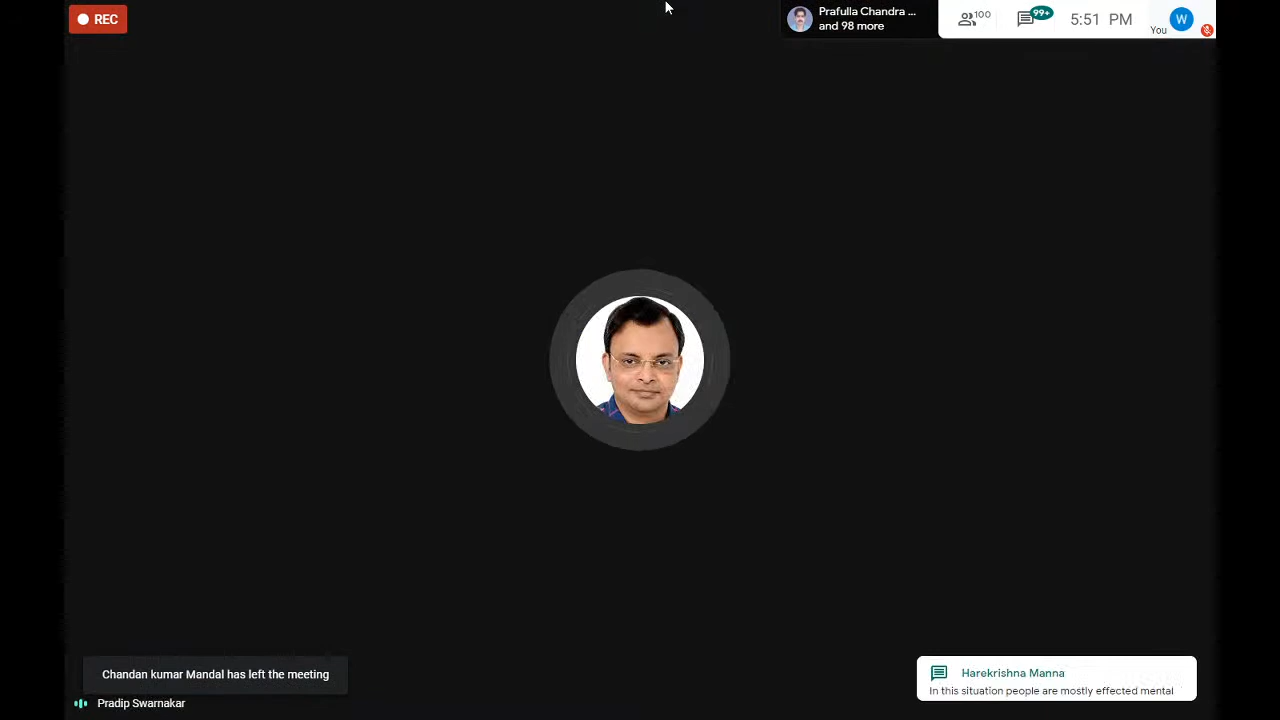 REC
Prafulla Chandra ...
and 98 more
100
99+
5:51 PM
You
W
Chandan kumar Mandal has left the meeting
Pradip Swarnakar
Harekrishna Manna
In this situation people are mostly effected mental